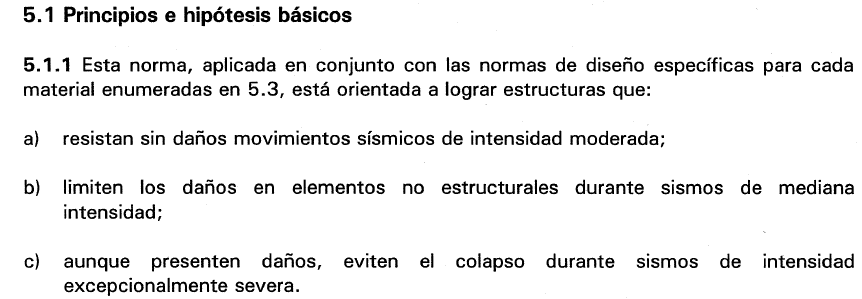 5.1 Principios e hipótesis básicos
5.1.1 Esta norma, aplicada en conjunto con las normas de diseño específicas para cada
material enumeradas en 5.3, está orientada a lograr estructuras que:
a) resistan sin daños movimientos sísmicos de intensidad moderada;
b) limiten los daños en elementos no estructurales durante sismos de mediana
intensidad;
c) aunque presenten daños, eviten el colapso durante sismos de intensidad
excepcionalmente severa.